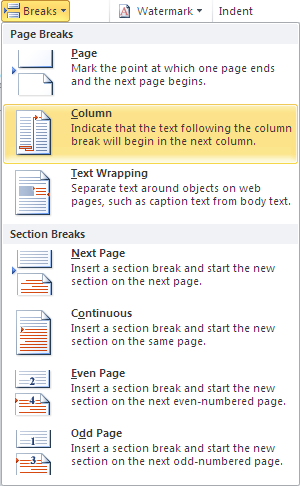 Breaks Watermark Indent
Page Breaks
Page
Mark the point at which one page ends
and the next page begins.
Column
Indicate that the text following the column
break will begin in the next column.
Text Wrapping
Separate text around objects on web
pages, such as caption text from body text.
Section Breaks
Next Page
Insert a section break and start the new
section on the next page.
Continuous
Insert a section break and start the new
section on the same page.
2
4
Even Page
Insert a section break and start the new
section on the next even-numbered page.
1
3
Odd Page
Insert a section break and start the new
section on the next odd-numbered page.